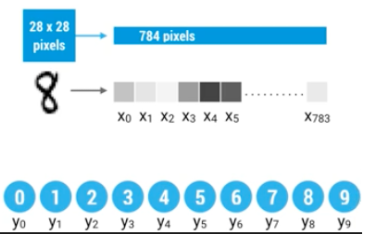 28 x 28
pixels
784 pixels
8
x0 x1 x2 x3 x4 x5 ........... x783
0 1 2 3 4 5 6 7 8 9
y0 y1 y2 y3 y4 y5 y6 y7 y8 y9